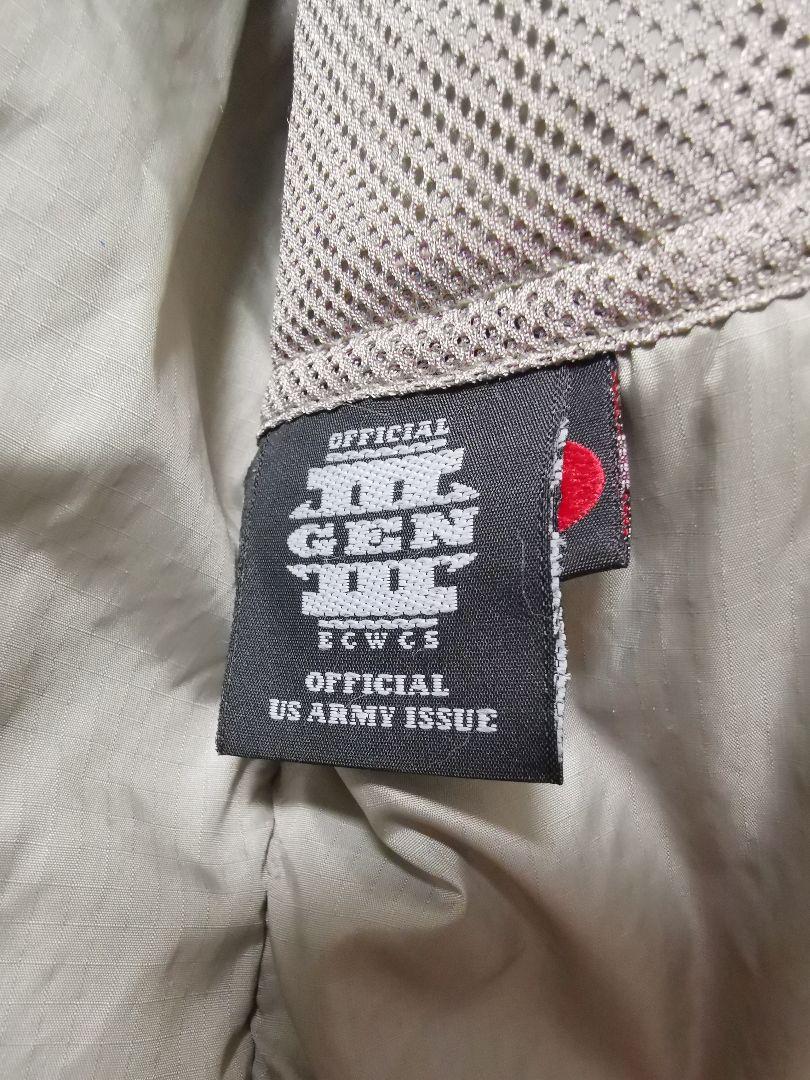 OFFICIAL
III
GEN
III
ECWCS
OFFICIAL
US ARMY ISSUE